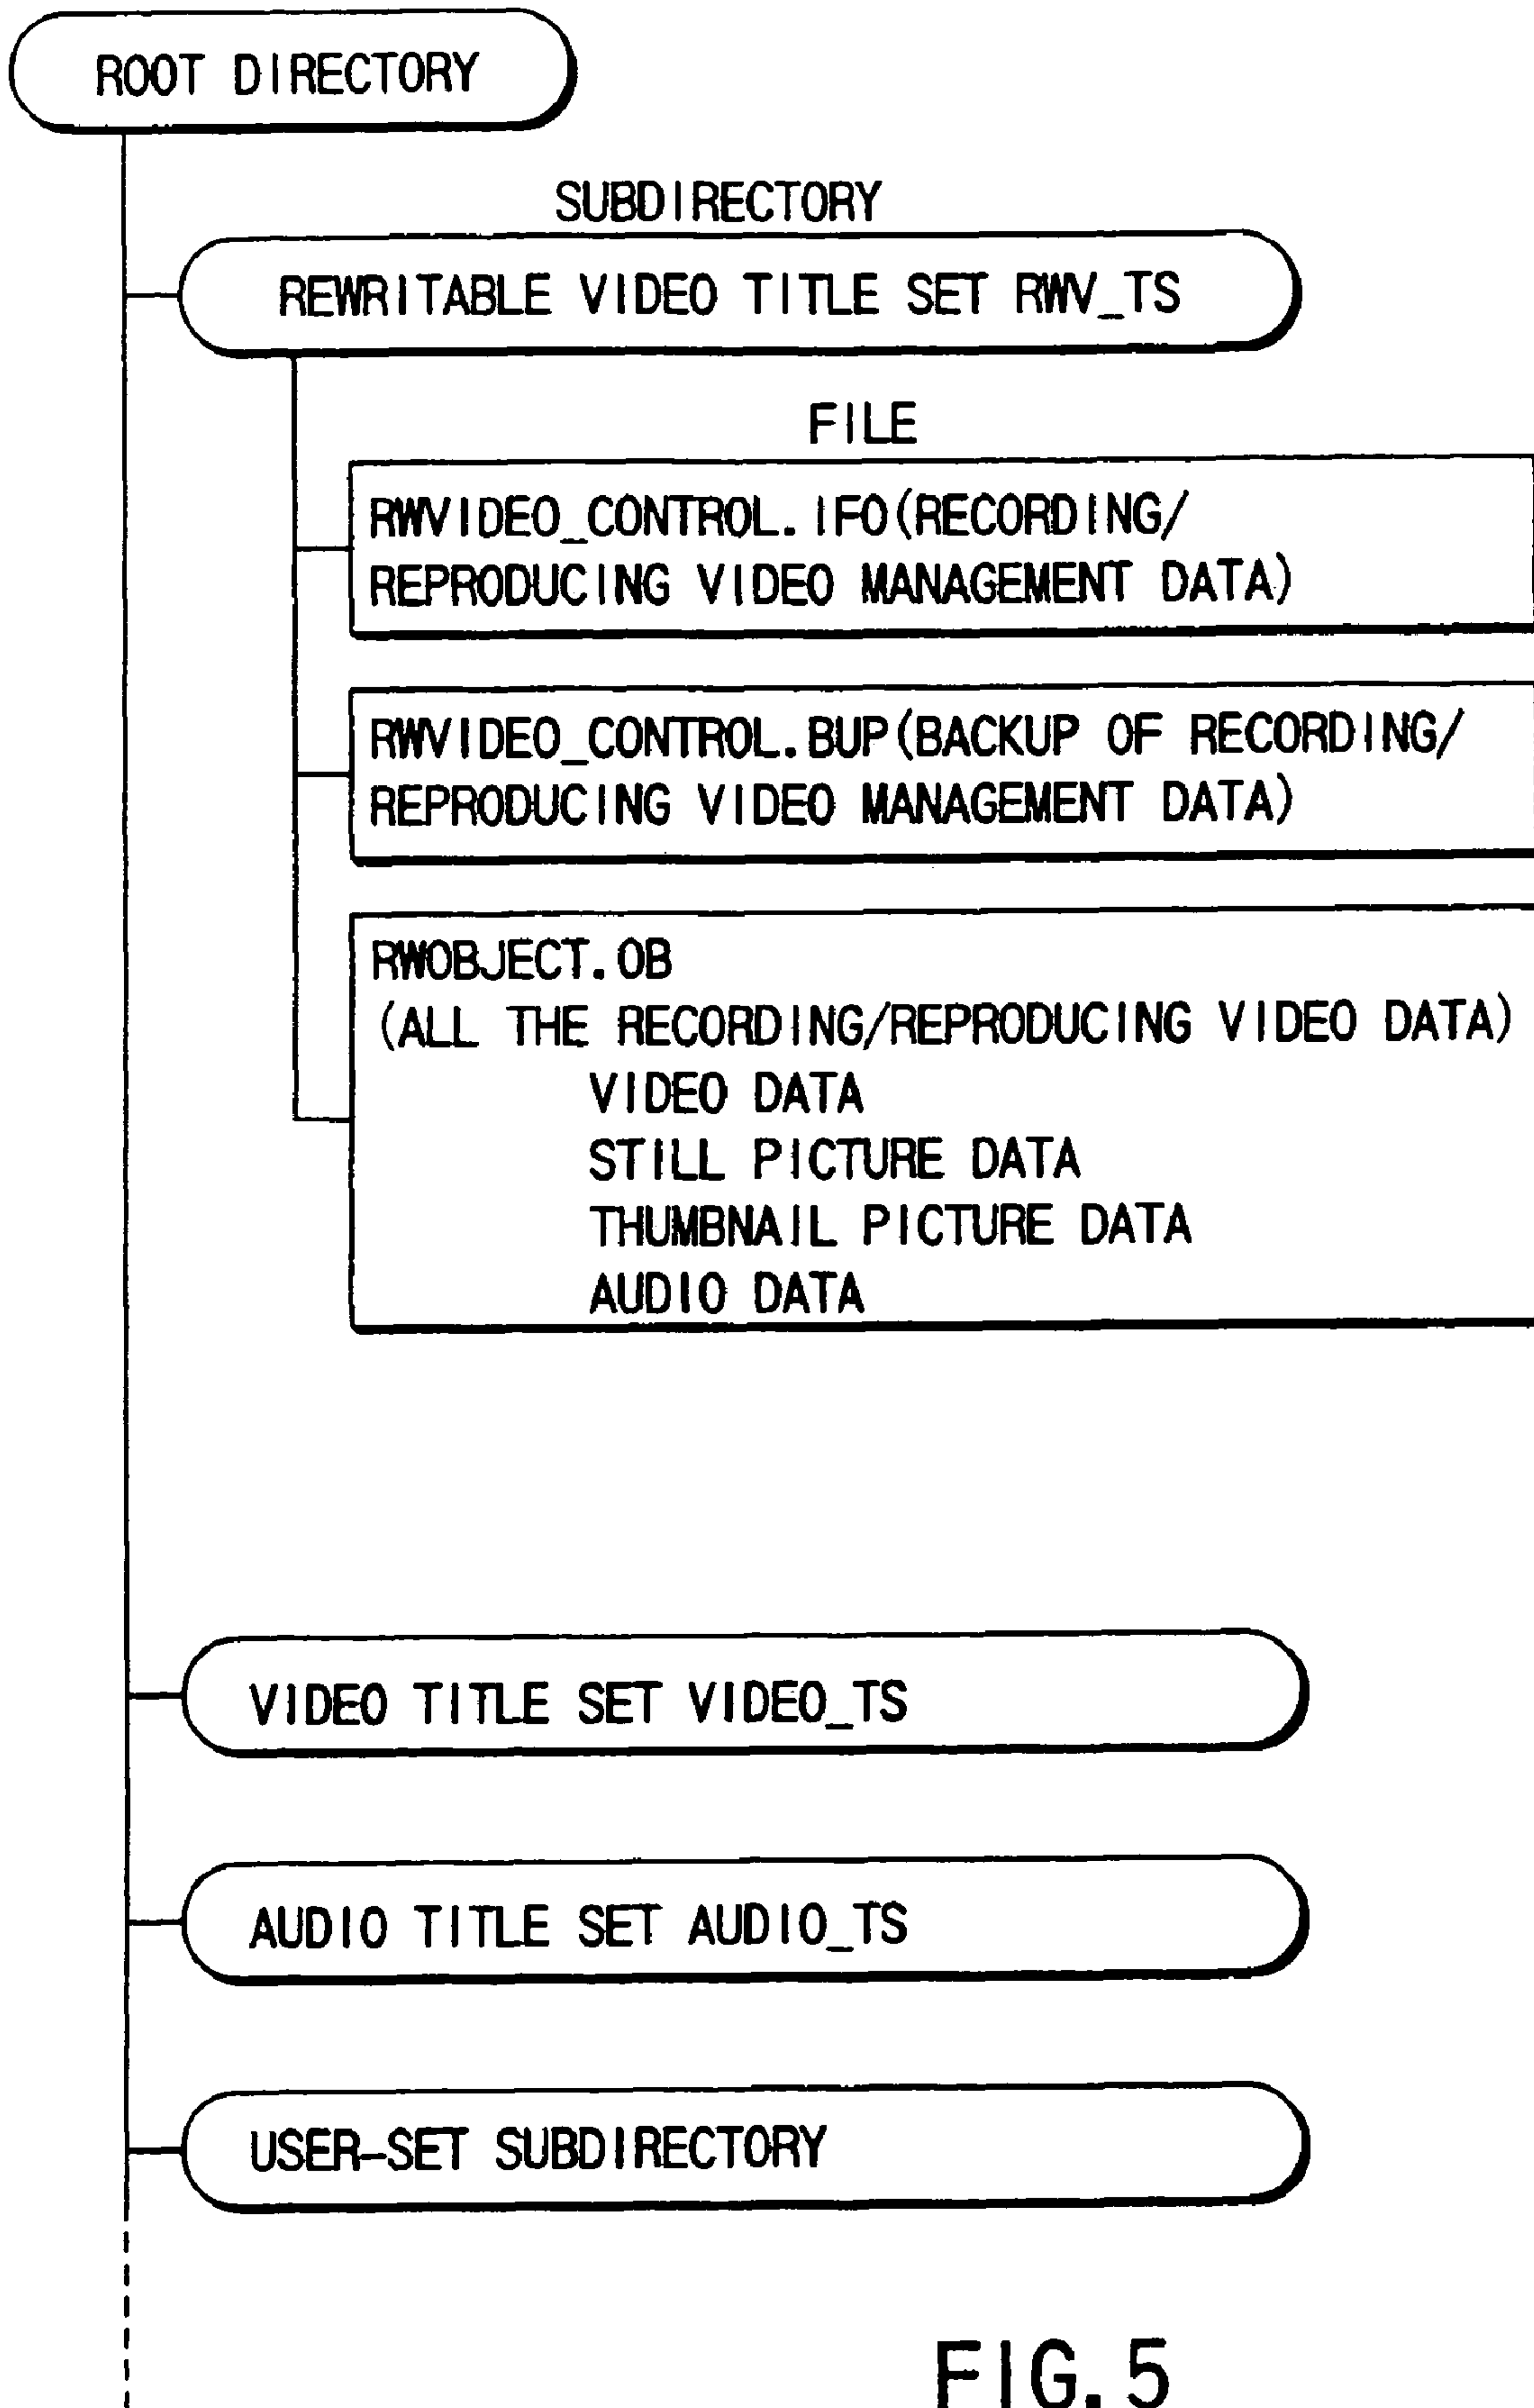 ROOT DIRECTORY
SUBDIRECTORY
REWRITABLE VIDEO TITLE SET RWV_TS
FILE
RWVIDEO_CONTROL.IFO(RECORDING/
REPRODUCING VIDEO MANAGEMENT DATA)
RWVIDEO_CONTROL.BUP(BACKUP OF RECORDING/
REPRODUCING VIDEO MANAGEMENT DATA)
RWOBJECT.OB
(ALL THE RECORDING/REPRODUCING VIDEO DATA)
VIDEO DATA
STILL PICTURE DATA
THUMBNAIL PICTURE DATA
AUDIO DATA
VIDEO TITLE SET VIDEO_TS
AUDIO TITLE SET AUDIO_TS
USER-SET SUBDIRECTORY
FIG.5